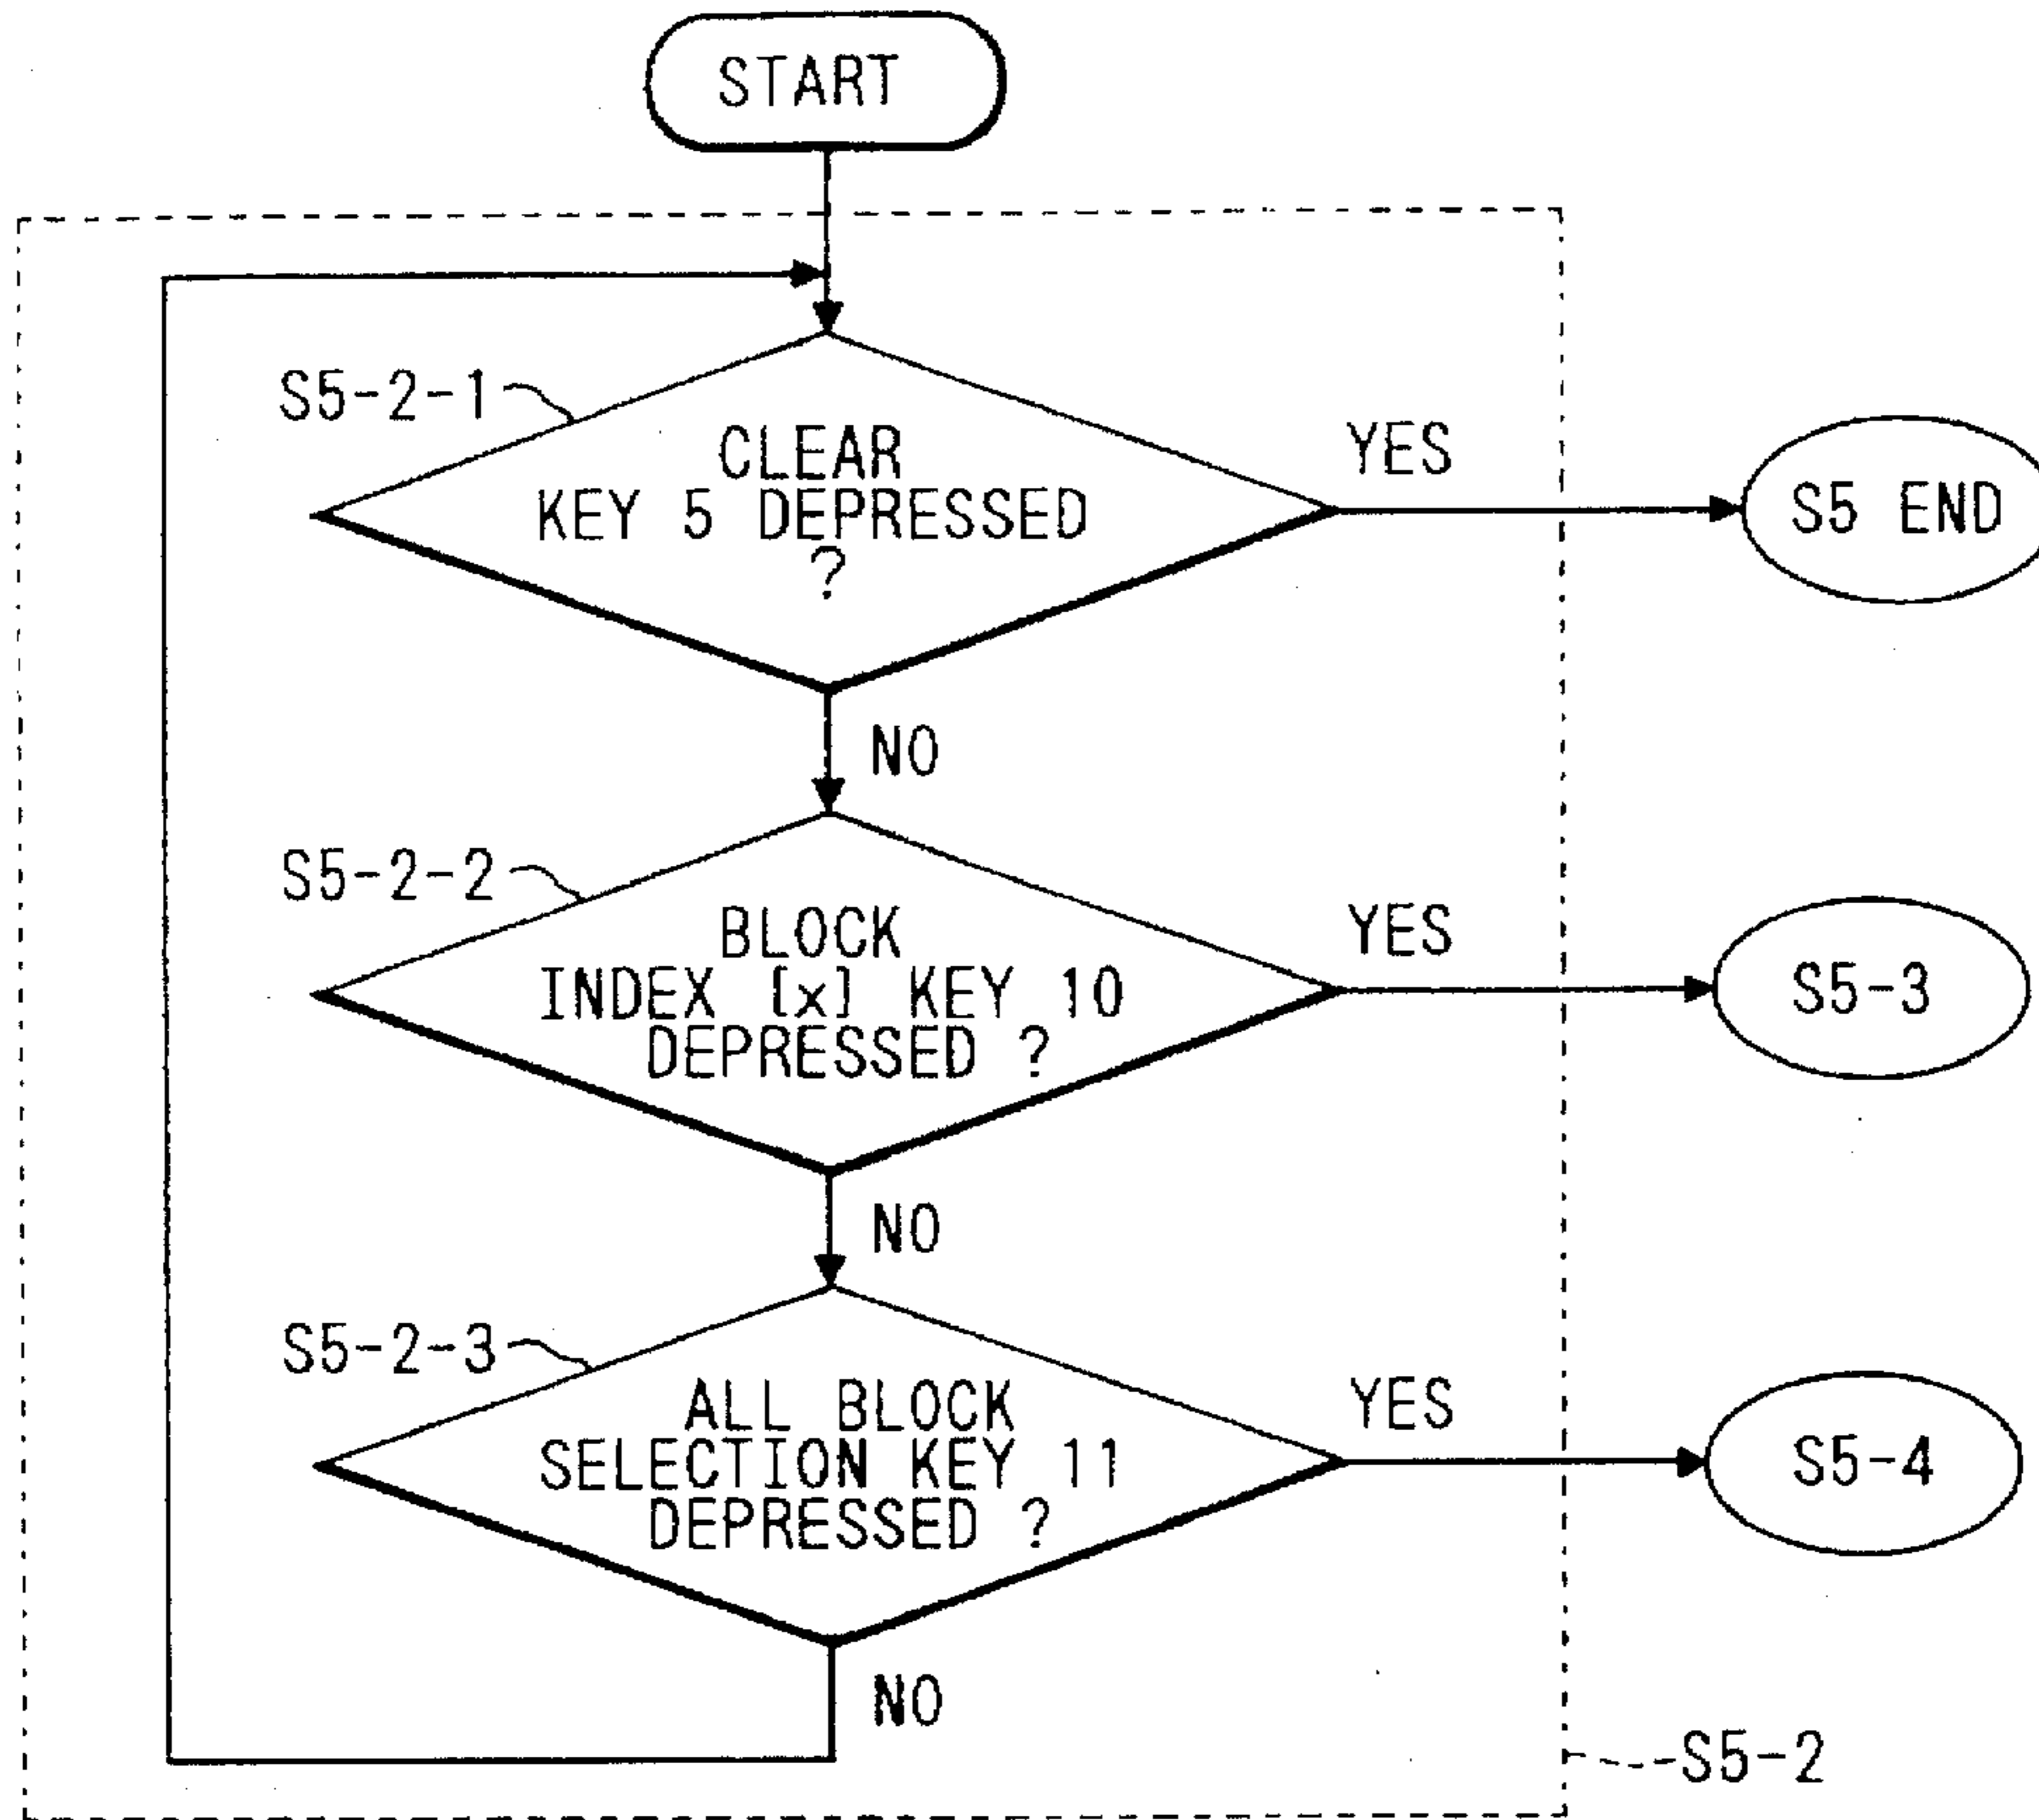 START
S5-2-1
CLEAR
KEY 5 DEPRESSED
?
YES
S5 END
NO
S5-2-2
BLOCK
INDEX [x] KEY 10
DEPRESSED ?
YES
S5-3
NO
S5-2-3
ALL BLOCK
SELECTION KEY 11
DEPRESSED ?
YES
S5-4
NO
S5-2